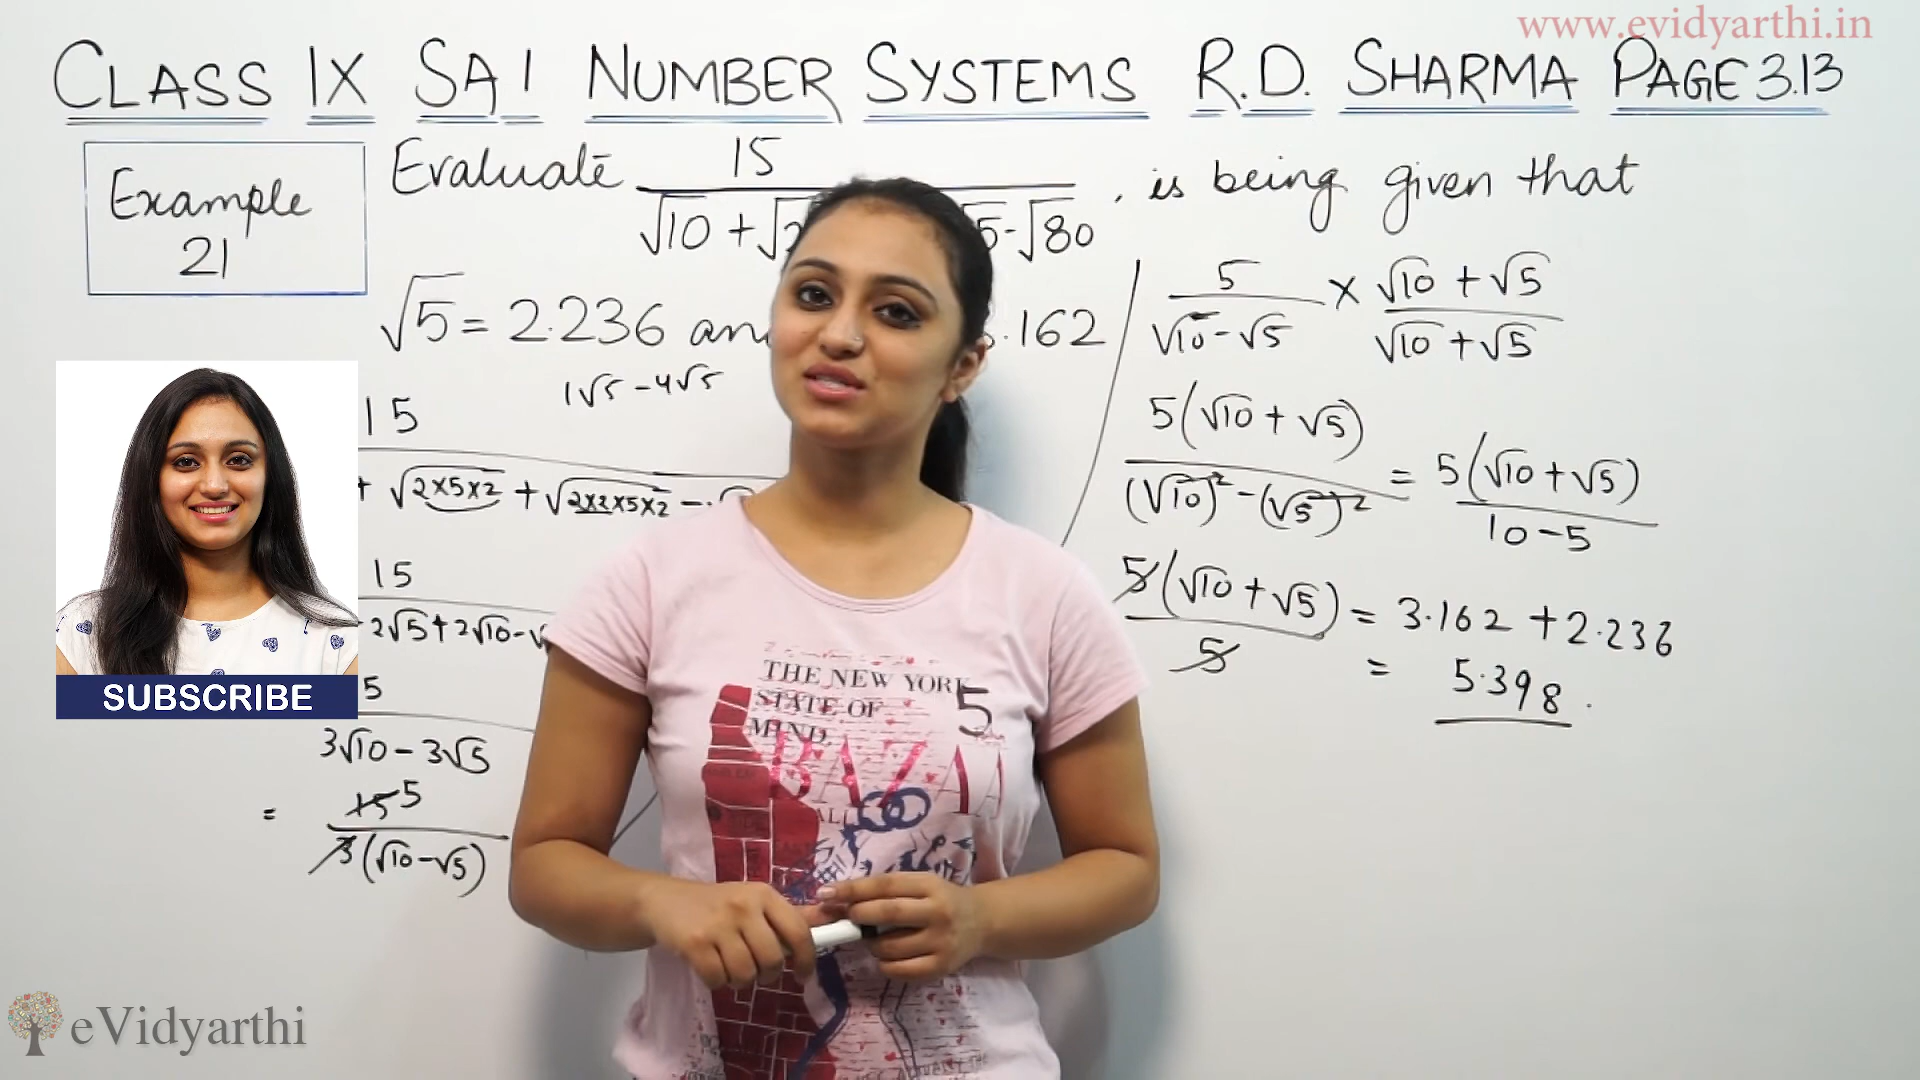 www.evidyarthi.in
CLASS IX SA 1 NUMBER SYSTEMS R.D. SHARMA PAGE 3.13
Example
21
Evaluate 15 , is being given that
√10 + √2 5 - √80
√5 = 2.236 and .162
1√5 - 4√5
15
+ √2×5×2 + √2×2×5×2 -
15
2√5 + 2√10 - √
5
3√10 - 3√5
= 15 5
3(√10 - √5)
5 × √10 + √5
√10 - √5 √10 + √5
5(√10 + √5)
(√10)² - (√5)² = 5(√10 + √5)
10 - 5
5(√10 + √5) = 3.162 + 2.236
5
= 5.398
SUBSCRIBE
THE NEW YORK
STATE OF
MIND.
BAZAA
5
eVidyarthi